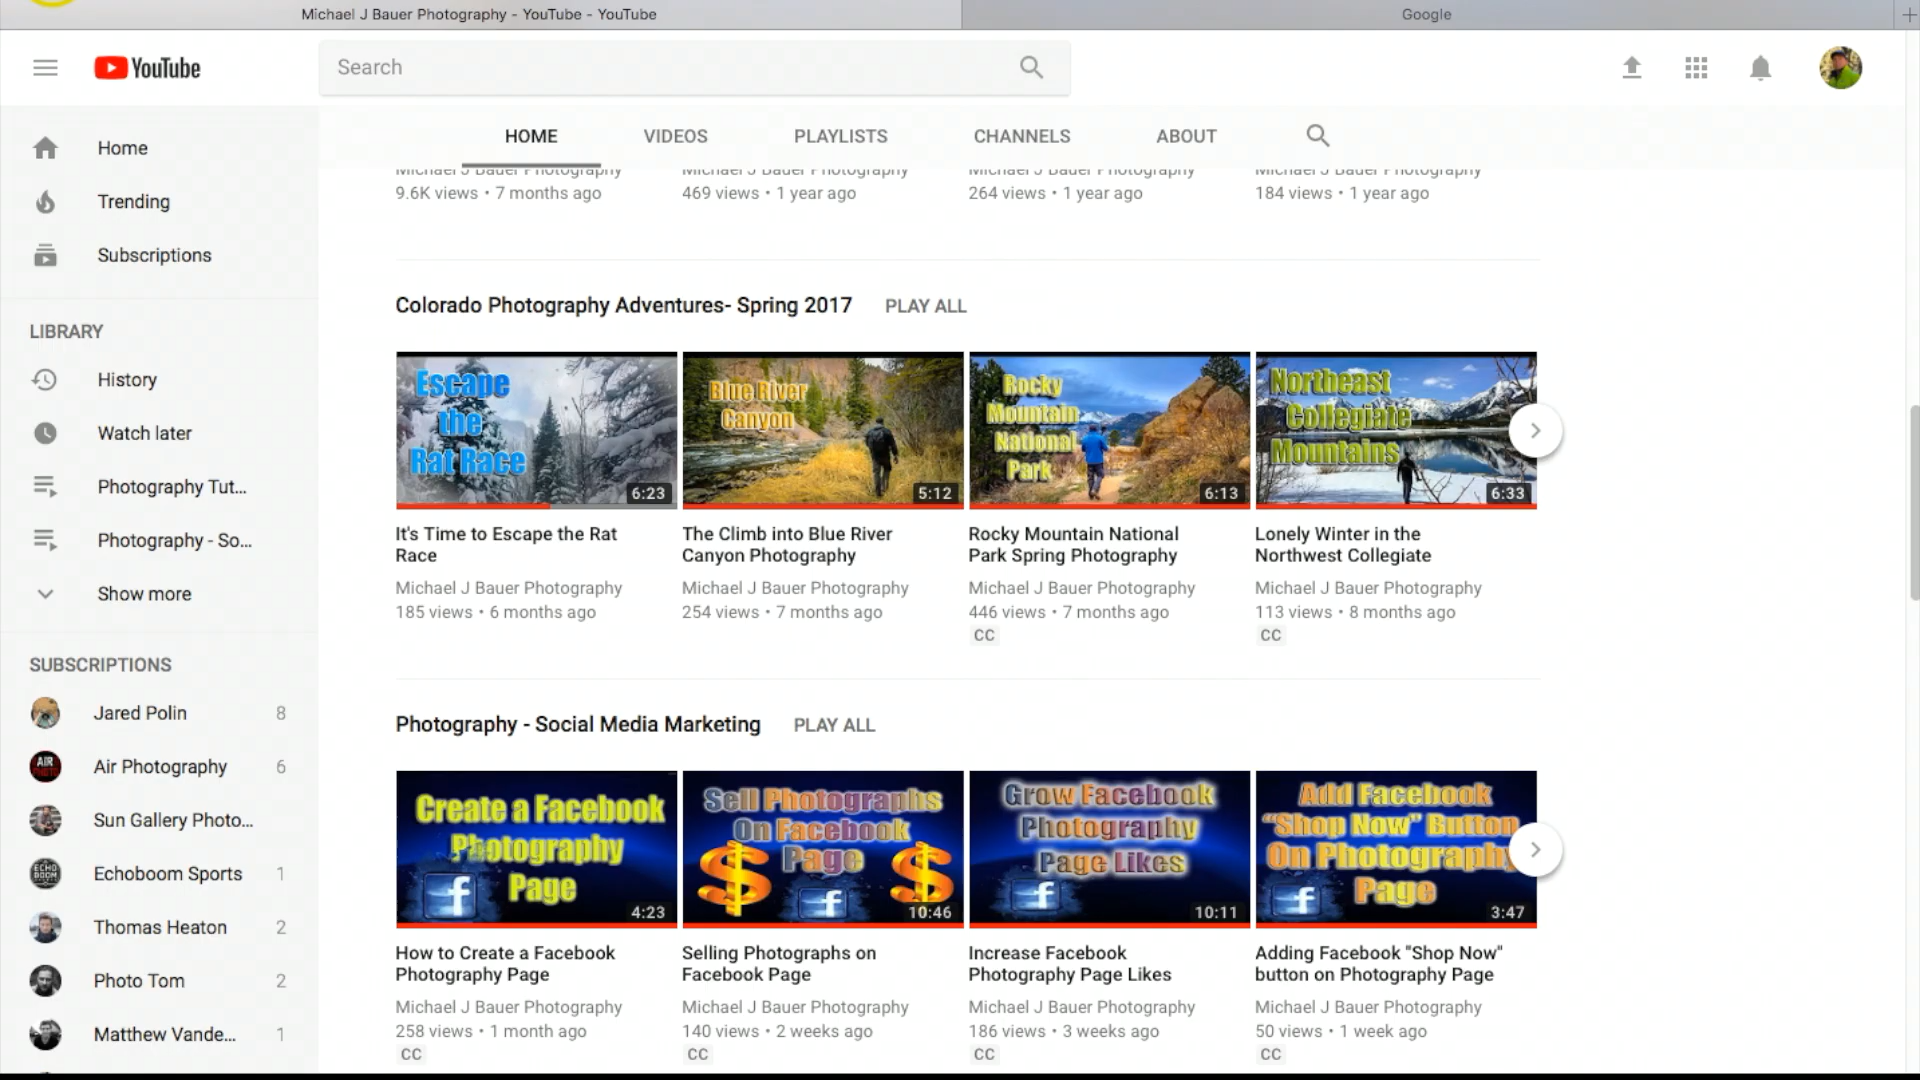 Michael J Bauer Photography - YouTube - YouTube
Google
YouTube
Search
HOME
VIDEOS
PLAYLISTS
CHANNELS
ABOUT
Home
Trending
Subscriptions
LIBRARY
History
Watch later
Photography Tut...
Photography - So...
Show more
SUBSCRIPTIONS
Jared Polin 8
Air Photography 6
Sun Gallery Photo...
Echoboom Sports 1
Thomas Heaton 2
Photo Tom 2
Matthew Vande... 1
Michael J Bauer Photography
9.6K views • 7 months ago
Michael J Bauer Photography
469 views • 1 year ago
Michael J Bauer Photography
264 views • 1 year ago
Michael J Bauer Photography
184 views • 1 year ago
Colorado Photography Adventures- Spring 2017 PLAY ALL
Escape
the
Rat Race
6:23
It's Time to Escape the Rat
Race
Michael J Bauer Photography
185 views • 6 months ago
Blue River
Canyon
5:12
The Climb into Blue River
Canyon Photography
Michael J Bauer Photography
254 views • 7 months ago
Rocky
Mountain
National
Park
6:13
Rocky Mountain National
Park Spring Photography
Michael J Bauer Photography
446 views • 7 months ago
CC
Northeast
Collegiate
Mountains
6:33
Lonely Winter in the
Northwest Collegiate
Michael J Bauer Photography
113 views • 8 months ago
CC
Photography - Social Media Marketing PLAY ALL
Create a Facebook
Photography
Page
4:23
How to Create a Facebook
Photography Page
Michael J Bauer Photography
258 views • 1 month ago
CC
Sell Photographs
On Facebook
Page
10:46
Selling Photographs on
Facebook Page
Michael J Bauer Photography
140 views • 2 weeks ago
CC
Grow Facebook
Photography
Page Likes
10:11
Increase Facebook
Photography Page Likes
Michael J Bauer Photography
186 views • 3 weeks ago
CC
Add Facebook
“Shop Now” Button
On Photography
Page
3:47
Adding Facebook "Shop Now"
button on Photography Page
Michael J Bauer Photography
50 views • 1 week ago
CC